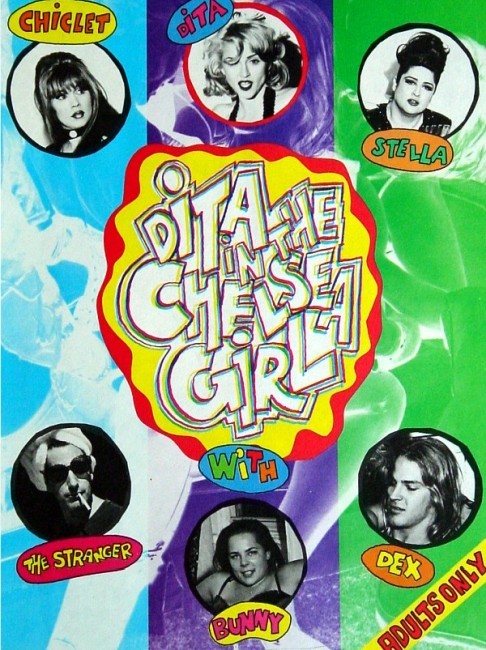 CHICLET
DITA
STELLA
DITA
IN THE
CHELSEA
GIRL
WITH
THE STRANGER
BUNNY
DEX
ADULTS ONLY